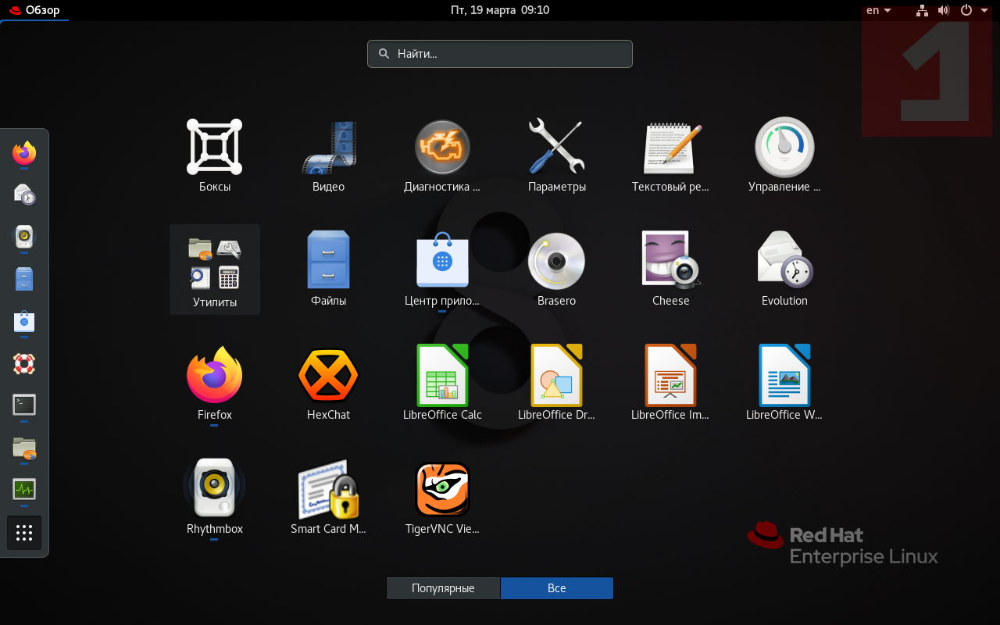 Обзор
Пт, 19 марта 09:10
en
1
Найти...
Боксы
Видео
Диагностика ...
Параметры
Текстовый ре...
Управление ...
Утилиты
Файлы
Центр прило...
Brasero
Cheese
Evolution
Firefox
HexChat
LibreOffice Calc
LibreOffice Dr...
LibreOffice Im...
LibreOffice W...
Rhythmbox
Smart Card M...
TigerVNC Vie...
Red Hat
Enterprise Linux
Популярные
Все